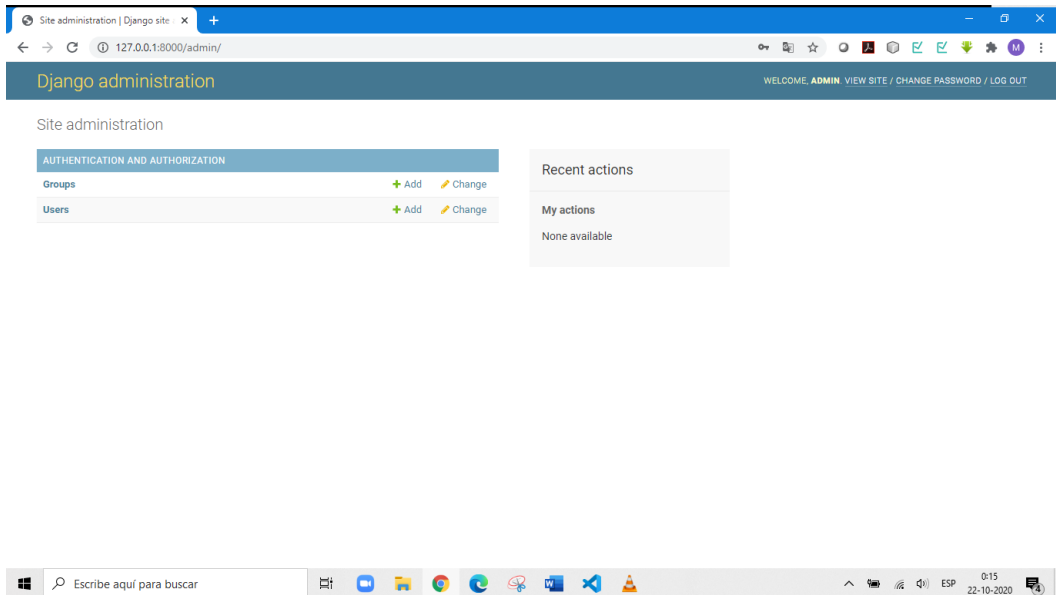 Site administration | Django site
127.0.0.1:8000/admin/
M
Django administration
WELCOME, ADMIN. VIEW SITE / CHANGE PASSWORD / LOG OUT
Site administration
AUTHENTICATION AND AUTHORIZATION
Groups Add Change
Users Add Change
Recent actions
My actions
None available
Escribe aquí para buscar
W
ESP
0:15
22-10-2020
4